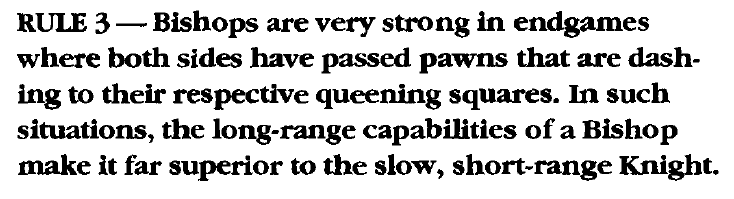 RULE 3 — Bishops are very strong in endgames
where both sides have passed pawns that are dash-
ing to their respective queening squares. In such
situations, the long-range capabilities of a Bishop
make it far superior to the slow, short-range Knight.